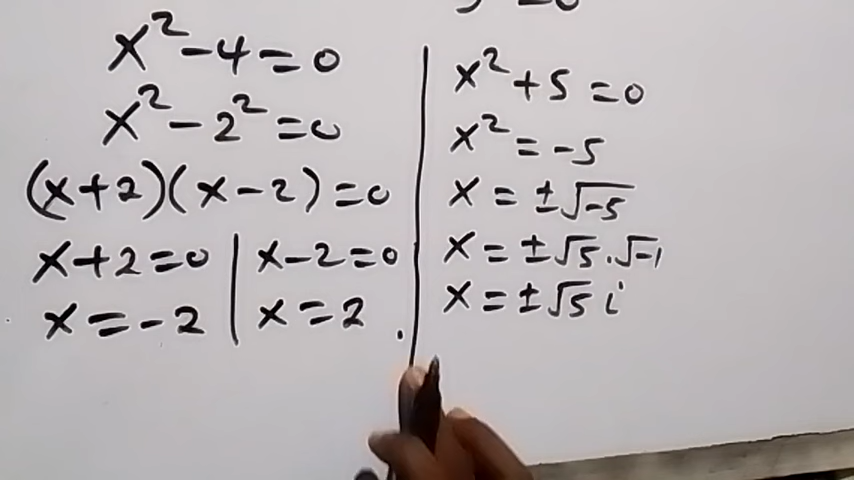 x² - 4 = 0
x² - 2² = 0
(x+2)(x-2) = 0
x+2=0 | x-2=0
x = -2 | x = 2
x² + 5 = 0
x² = -5
x = ±√-5
x = ±√5 . √-1
x = ±√5 i